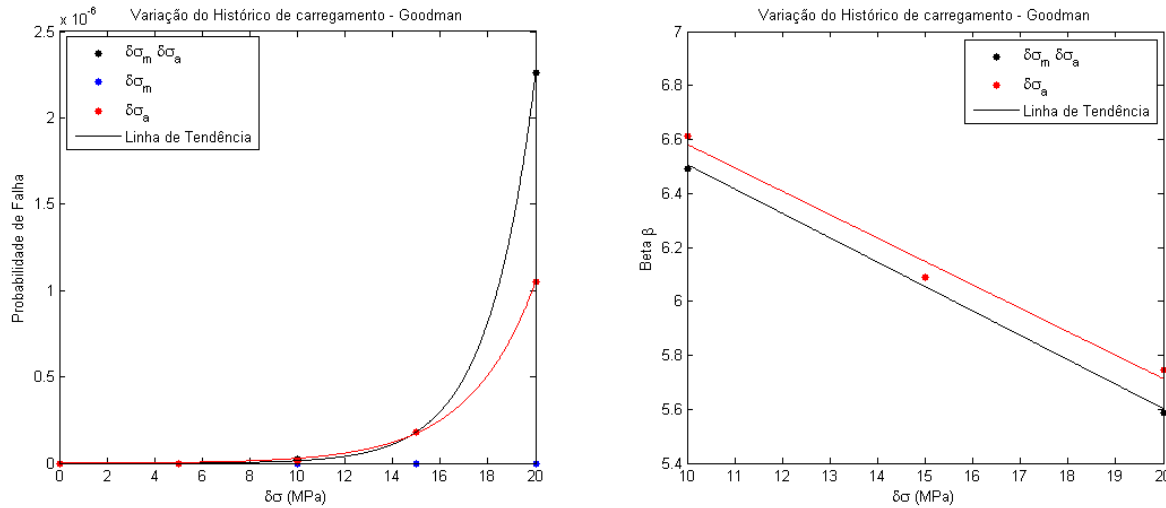 Variação do Histórico de carregamento - Goodman
x 10⁻⁶
2.5
2
1.5
1
0.5
0
Probabilidade de Falha
δσm δσa
δσm
δσa
Linha de Tendência
0 2 4 6 8 10 12 14 16 18 20
δσ (MPa)
Variação do Histórico de carregamento - Goodman
7
6.8
6.6
6.4
6.2
6
5.8
5.6
5.4
Beta β
δσm δσa
δσa
Linha de Tendência
10 11 12 13 14 15 16 17 18 19 20
δσ (MPa)